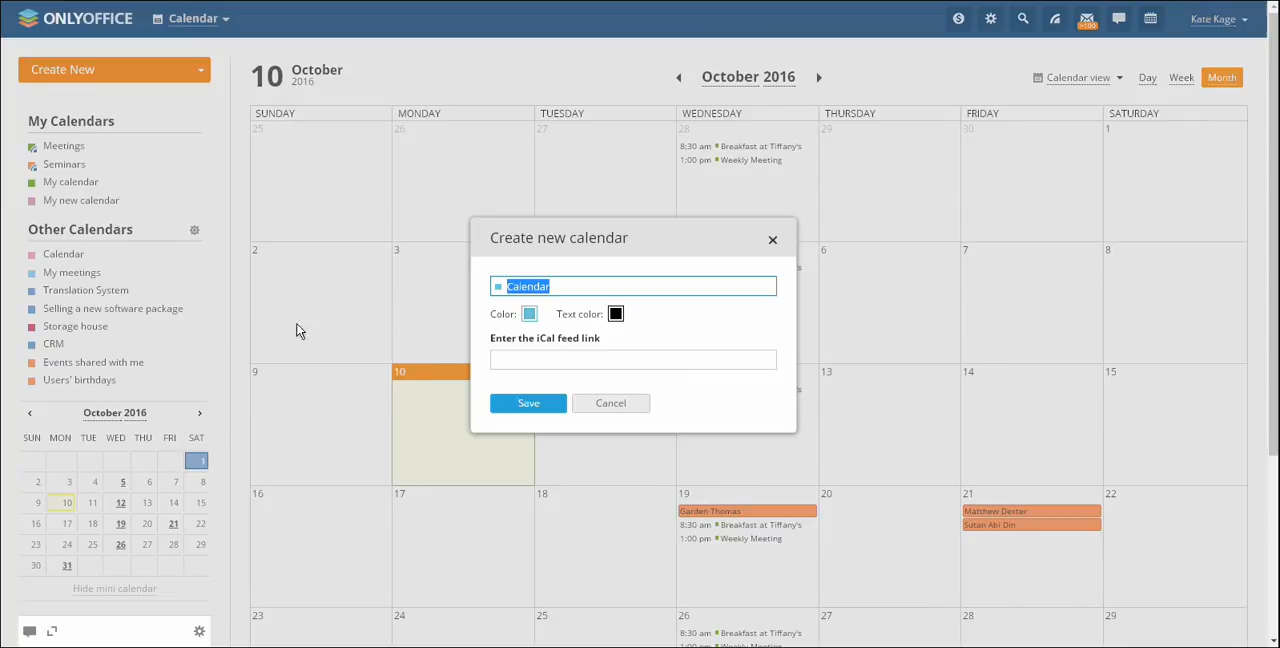 ONLYOFFICE Calendar Kate Kage
>100
Create New
10 October
2016
October 2016
Calendar view Day Week Month
My Calendars
Meetings
Seminars
My calendar
My new calendar
Other Calendars
Calendar
My meetings
Translation System
Selling a new software package
Storage house
CRM
Events shared with me
Users' birthdays
October 2016
SUN MON TUE WED THU FRI SAT
1
2 3 4 5 6 7 8
9 10 11 12 13 14 15
16 17 18 19 20 21 22
23 24 25 26 27 28 29
30 31
Hide mini calendar
SUNDAY MONDAY TUESDAY WEDNESDAY THURSDAY FRIDAY SATURDAY
25 26 27 28 29 30 1
8:30 am Breakfast at Tiffany's
1:00 pm Weekly Meeting
2 3 6 7 8
9 10 13 14 15
16 17 18 19 20 21 22
Garden Thomas Matthew Dexter
8:30 am Breakfast at Tiffany's Sutan Abi Din
1:00 pm Weekly Meeting
23 24 25 26 27 28 29
8:30 am Breakfast at Tiffany's
1:00 pm Weekly Meeting
Create new calendar
Calendar
Color: Text color:
Enter the iCal feed link
Save Cancel